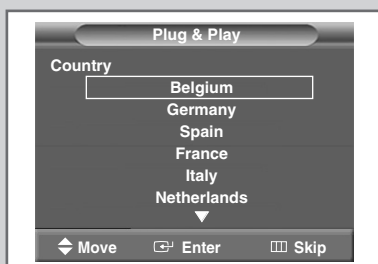 Plug & Play
Country
Belgium
Germany
Spain
France
Italy
Netherlands
Move Enter Skip